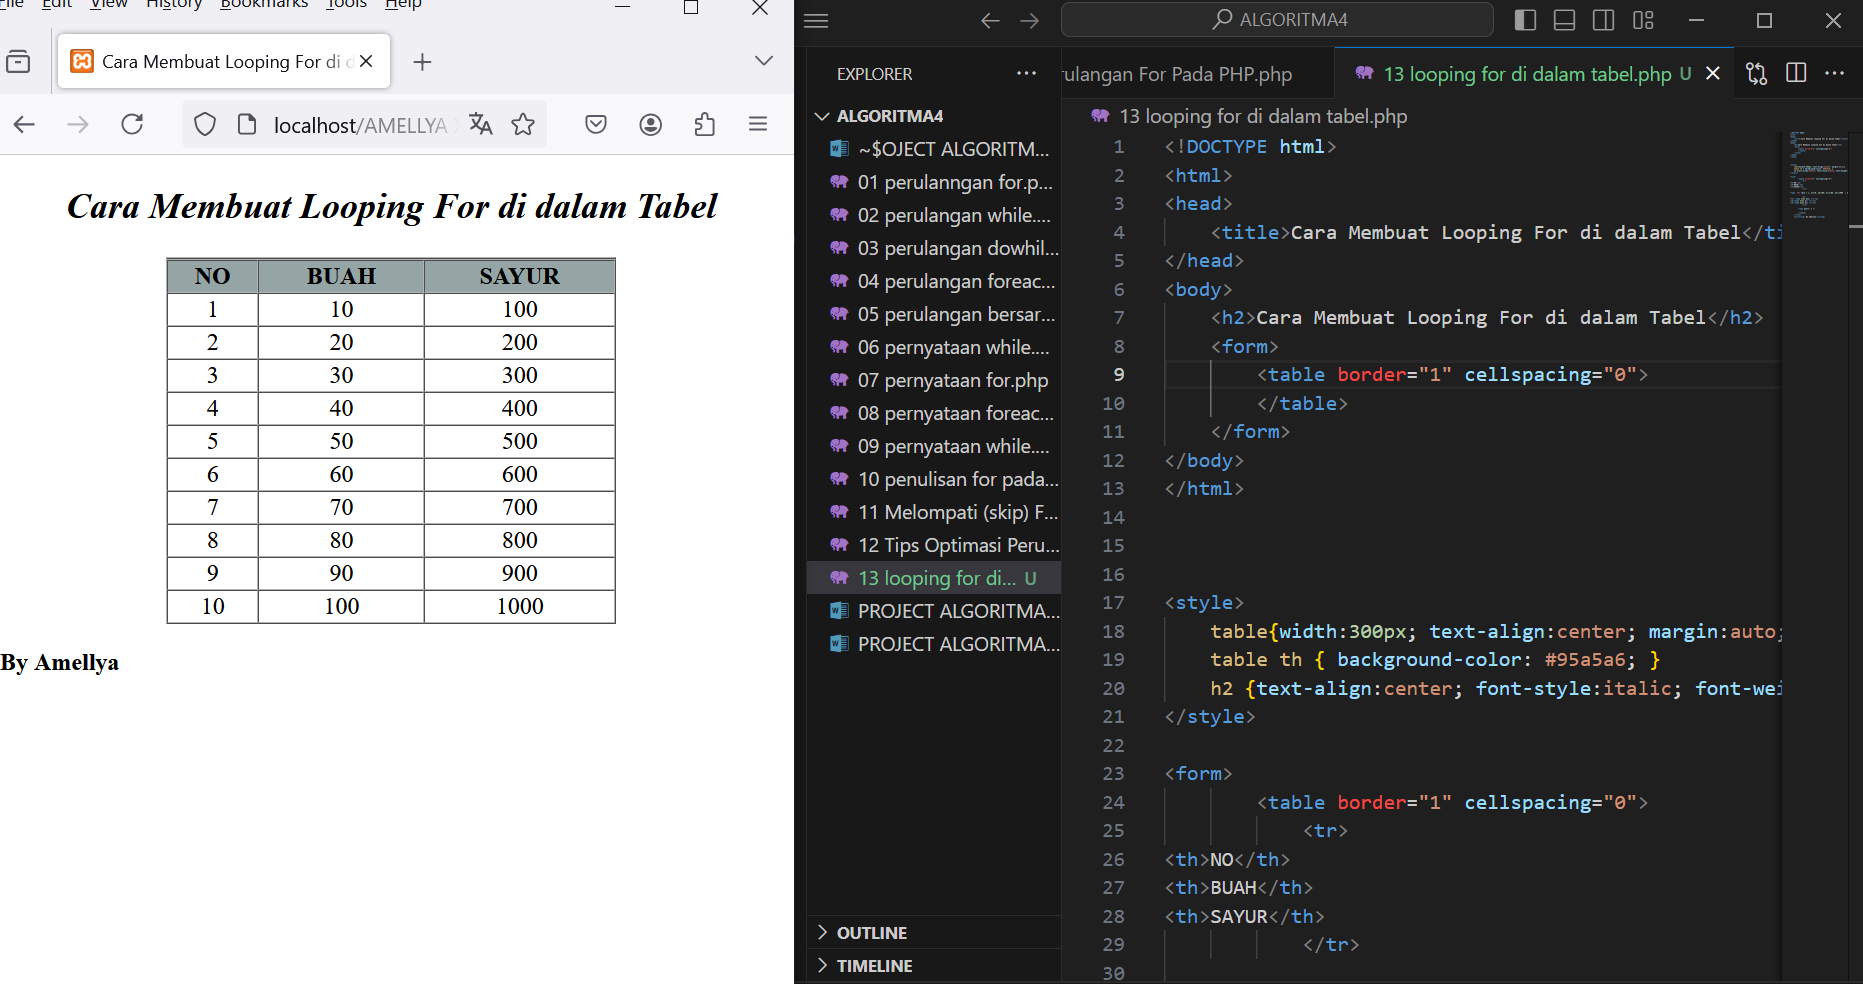 File Edit View History Bookmarks Tools Help
Cara Membuat Looping For di d
localhost/AMELLYA
Cara Membuat Looping For di dalam Tabel
NO BUAH SAYUR
1 10 100
2 20 200
3 30 300
4 40 400
5 50 500
6 60 600
7 70 700
8 80 800
9 90 900
10 100 1000
By Amellya
ALGORITMA4
EXPLORER
ALGORITMA4
~$OJECT ALGORITM...
01 perulanngan for.p...
02 perulangan while....
03 perulangan dowhil...
04 perulangan foreac...
05 perulangan bersar...
06 pernyataan while....
07 pernyataan for.php
08 pernyataan foreac...
09 pernyataan while....
10 penulisan for pada...
11 Melompati (skip) F...
12 Tips Optimasi Peru...
13 looping for di... U
PROJECT ALGORITMA...
PROJECT ALGORITMA...
OUTLINE
TIMELINE
rulangan For Pada PHP.php
13 looping for di dalam tabel.php U
13 looping for di dalam tabel.php
1 <!DOCTYPE html>
2 <html>
3 <head>
4 <title>Cara Membuat Looping For di dalam Tabel</ti
5 </head>
6 <body>
7 <h2>Cara Membuat Looping For di dalam Tabel</h2>
8 <form>
9 <table border="1" cellspacing="0">
10 </table>
11 </form>
12 </body>
13 </html>
14
15
16
17 <style>
18 table{width:300px; text-align:center; margin:auto;
19 table th { background-color: #95a5a6; }
20 h2 {text-align:center; font-style:italic; font-wei
21 </style>
22
23 <form>
24 <table border="1" cellspacing="0">
25 <tr>
26 <th>NO</th>
27 <th>BUAH</th>
28 <th>SAYUR</th>
29 </tr>
30